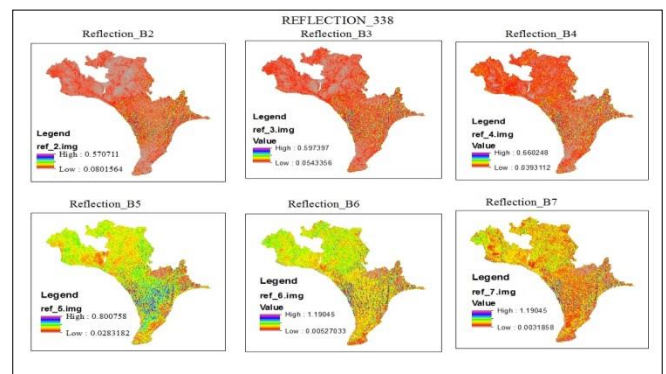 REFLECTION_338
Reflection_B2
Reflection_B3
Reflection_B4
Legend
ref_2.img
High : 0.570711
Low : 0.0801564
Legend
ref_3.img
Value
High : 0.597397
Low : 0.0543356
Legend
ref_4.img
Value
High : 0.660248
Low : 0.0393112
Reflection_B5
Reflection_B6
Reflection_B7
Legend
ref_5.img
High : 0.800758
Low : 0.0283182
Legend
ref_6.img
Value
High : 1.19045
Low : 0.00527033
Legend
ref_7.img
Value
High : 1.19045
Low : 0.0031858